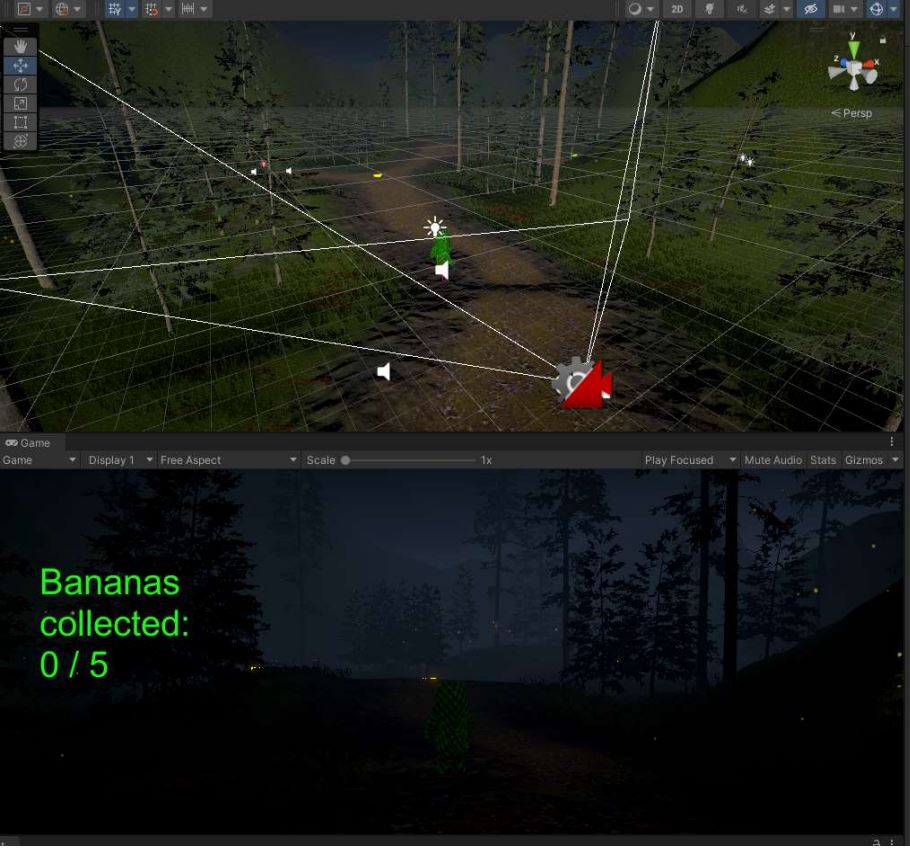 2D
y
z
x
Persp
Game
Game Display 1 Free Aspect Scale 1x Play Focused Mute Audio Stats Gizmos
Bananas
collected:
0 / 5